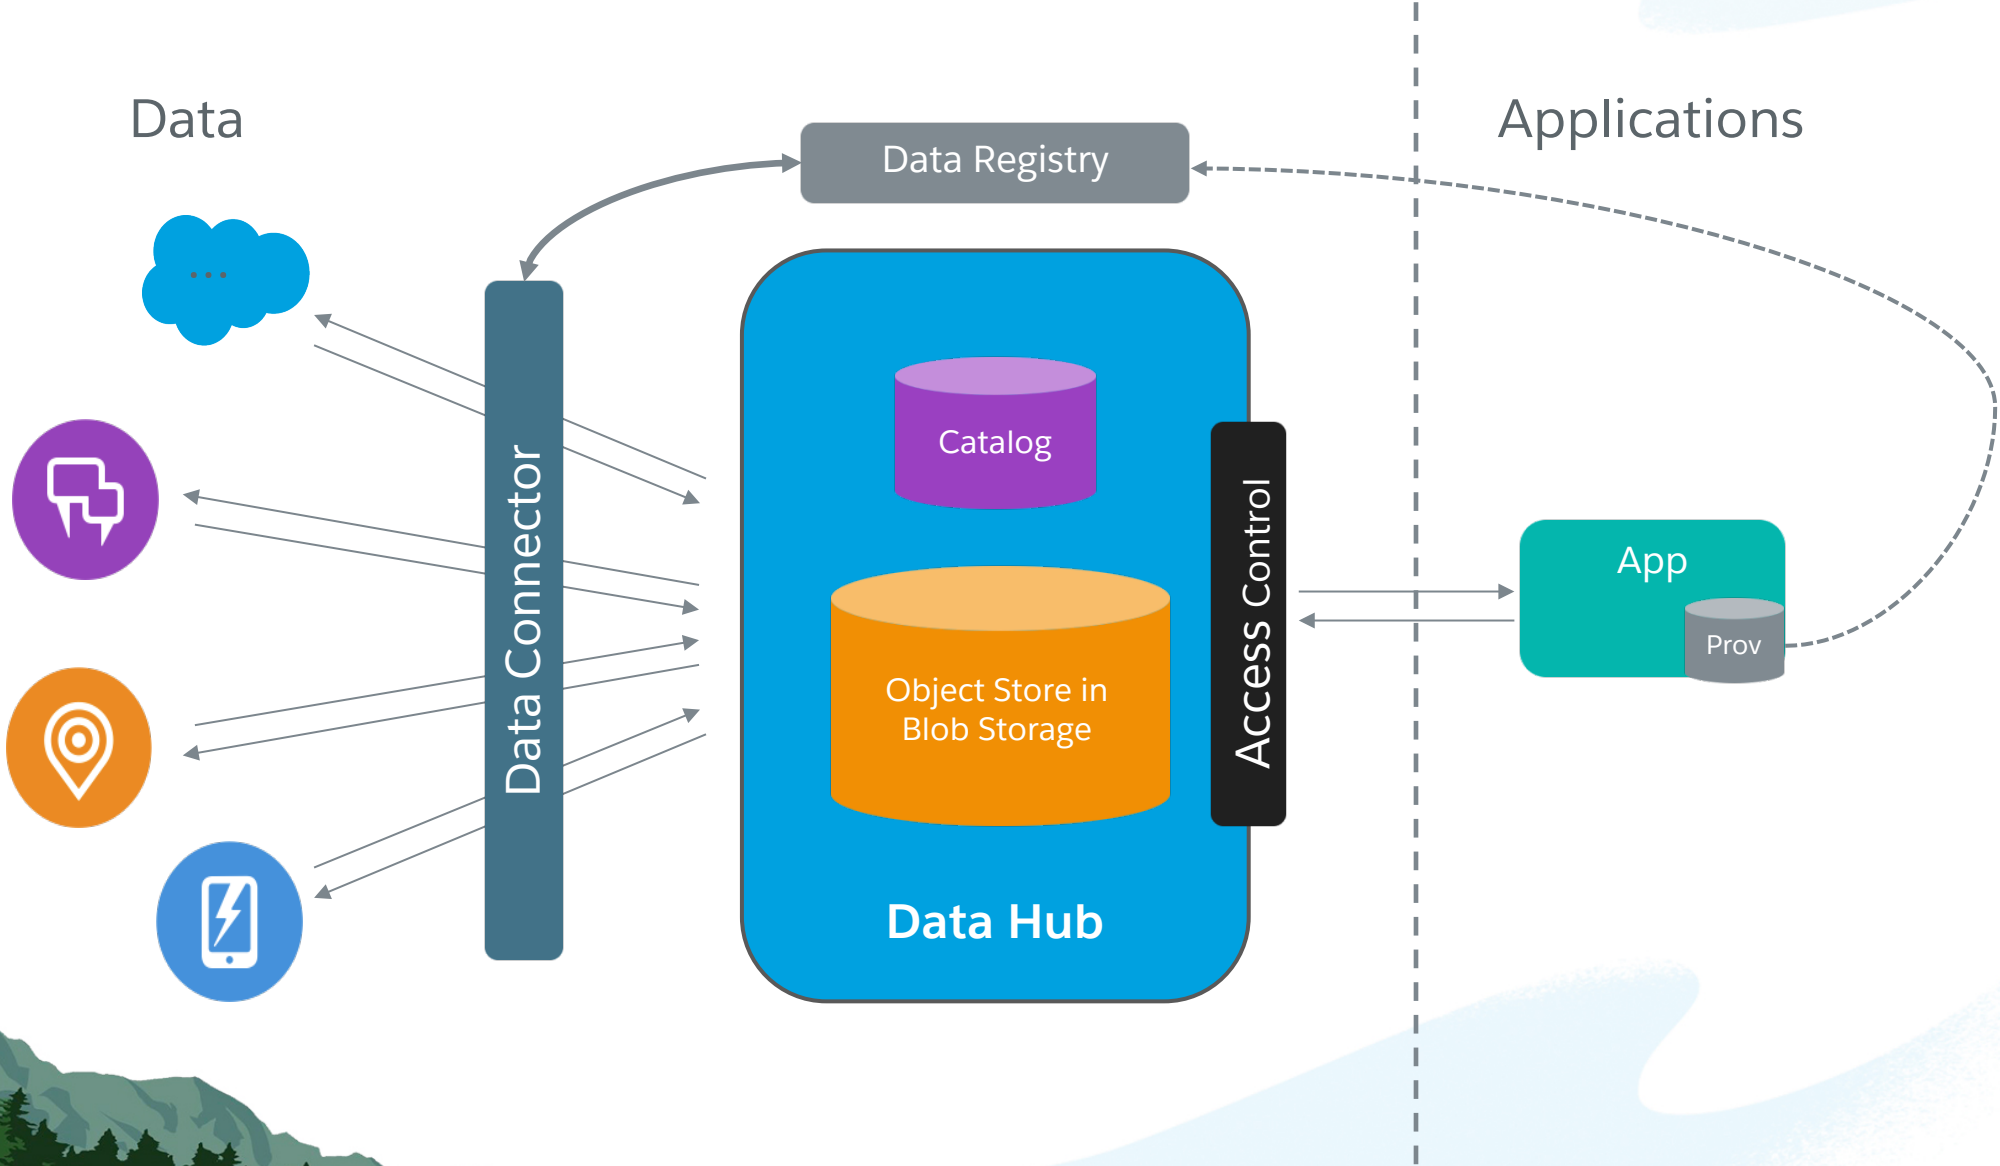 Data
Applications
Data Registry
...
Data Connector
Catalog
Access Control
Object Store in
Blob Storage
App
Prov
Data Hub